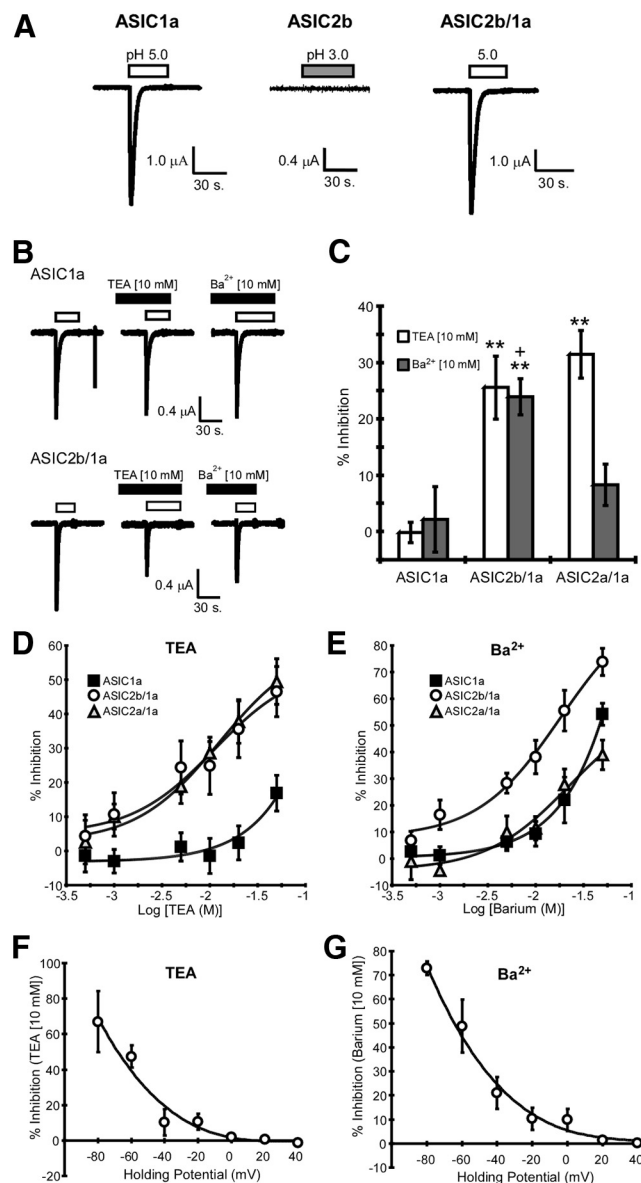 A
ASIC1a
ASIC2b
ASIC2b/1a
pH 5.0
pH 3.0
5.0
1.0 μA
30 s.
0.4 μA
30 s.
1.0 μA
30 s.
B
ASIC1a
TEA [10 mM]
Ba2+ [10 mM]
0.4 μA
30 s.
ASIC2b/1a
TEA [10 mM]
Ba2+ [10 mM]
0.4 μA
30 s.
C
% Inhibition
40
30
20
10
0
TEA [10 mM]
Ba2+ [10 mM]
**
+
**
**
ASIC1a
ASIC2b/1a
ASIC2a/1a
D
TEA
ASIC1a
ASIC2b/1a
ASIC2a/1a
% Inhibition
60
50
40
30
20
10
0
-10
-3.5
-3
-2.5
-2
-1.5
-1
Log [TEA (M)]
E
Ba2+
ASIC1a
ASIC2b/1a
ASIC2a/1a
% Inhibition
80
70
60
50
40
30
20
10
0
-10
-3.5
-3
-2.5
-2
-1.5
-1
Log [Barium (M)]
F
TEA
% Inhibition (TEA [10 mM])
100
80
60
40
20
0
-20
-80
-60
-40
-20
0
20
40
Holding Potential (mV)
G
Ba2+
% Inhibition (Barium [10 mM])
80
70
60
50
40
30
20
10
0
-10
-80
-60
-40
-20
0
20
40
Holding Potential (mV)